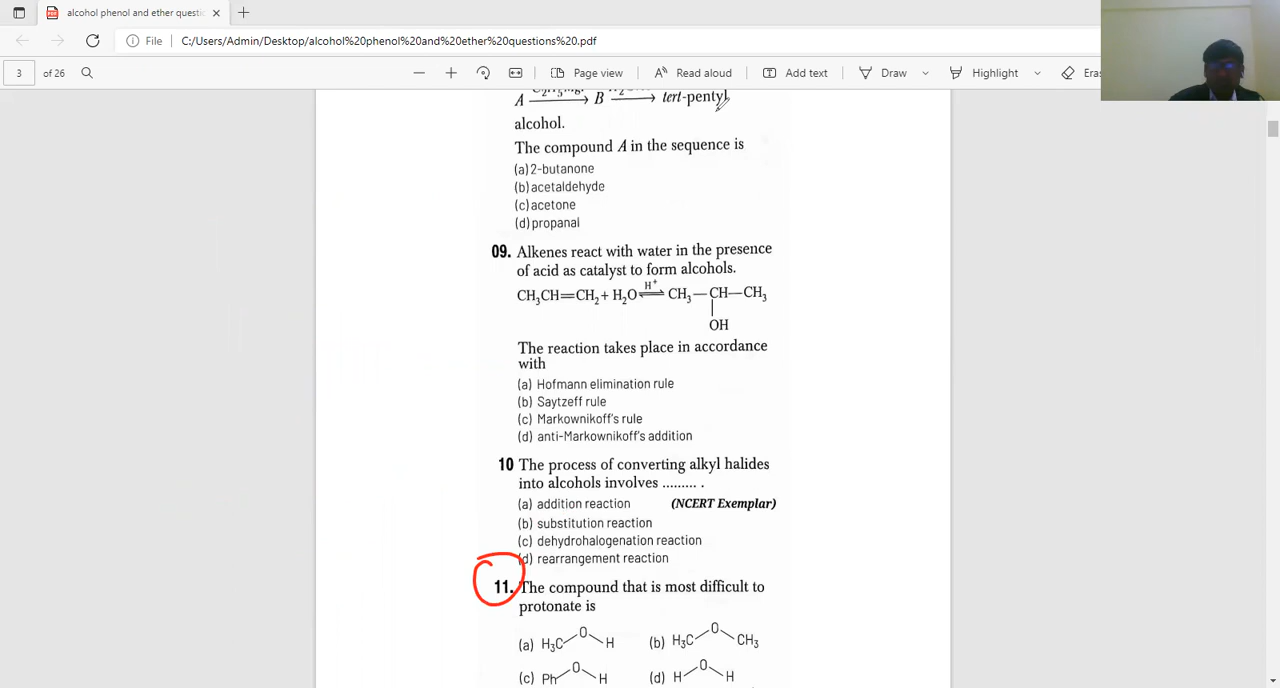 alcohol phenol and ether questi
File C:/Users/Admin/Desktop/alcohol%20phenol%20and%20ether%20questions%20.pdf
3 of 26 Page view Read aloud Add text Draw Highlight Eras
A → B → tert-pentyl
alcohol.
The compound A in the sequence is
(a) 2-butanone
(b) acetaldehyde
(c) acetone
(d) propanal
09. Alkenes react with water in the presence
of acid as catalyst to form alcohols.
CH₃CH=CH₂ + H₂O ⇌ CH₃—CH—CH₃
H⁺
OH
The reaction takes place in accordance
with
(a) Hofmann elimination rule
(b) Saytzeff rule
(c) Markownikoff's rule
(d) anti-Markownikoff's addition
10 The process of converting alkyl halides
into alcohols involves ......... .
(a) addition reaction (NCERT Exemplar)
(b) substitution reaction
(c) dehydrohalogenation reaction
(d) rearrangement reaction
11. The compound that is most difficult to
protonate is
(a) H₃C O H (b) H₃C O CH₃
(c) Ph O H (d) H O H